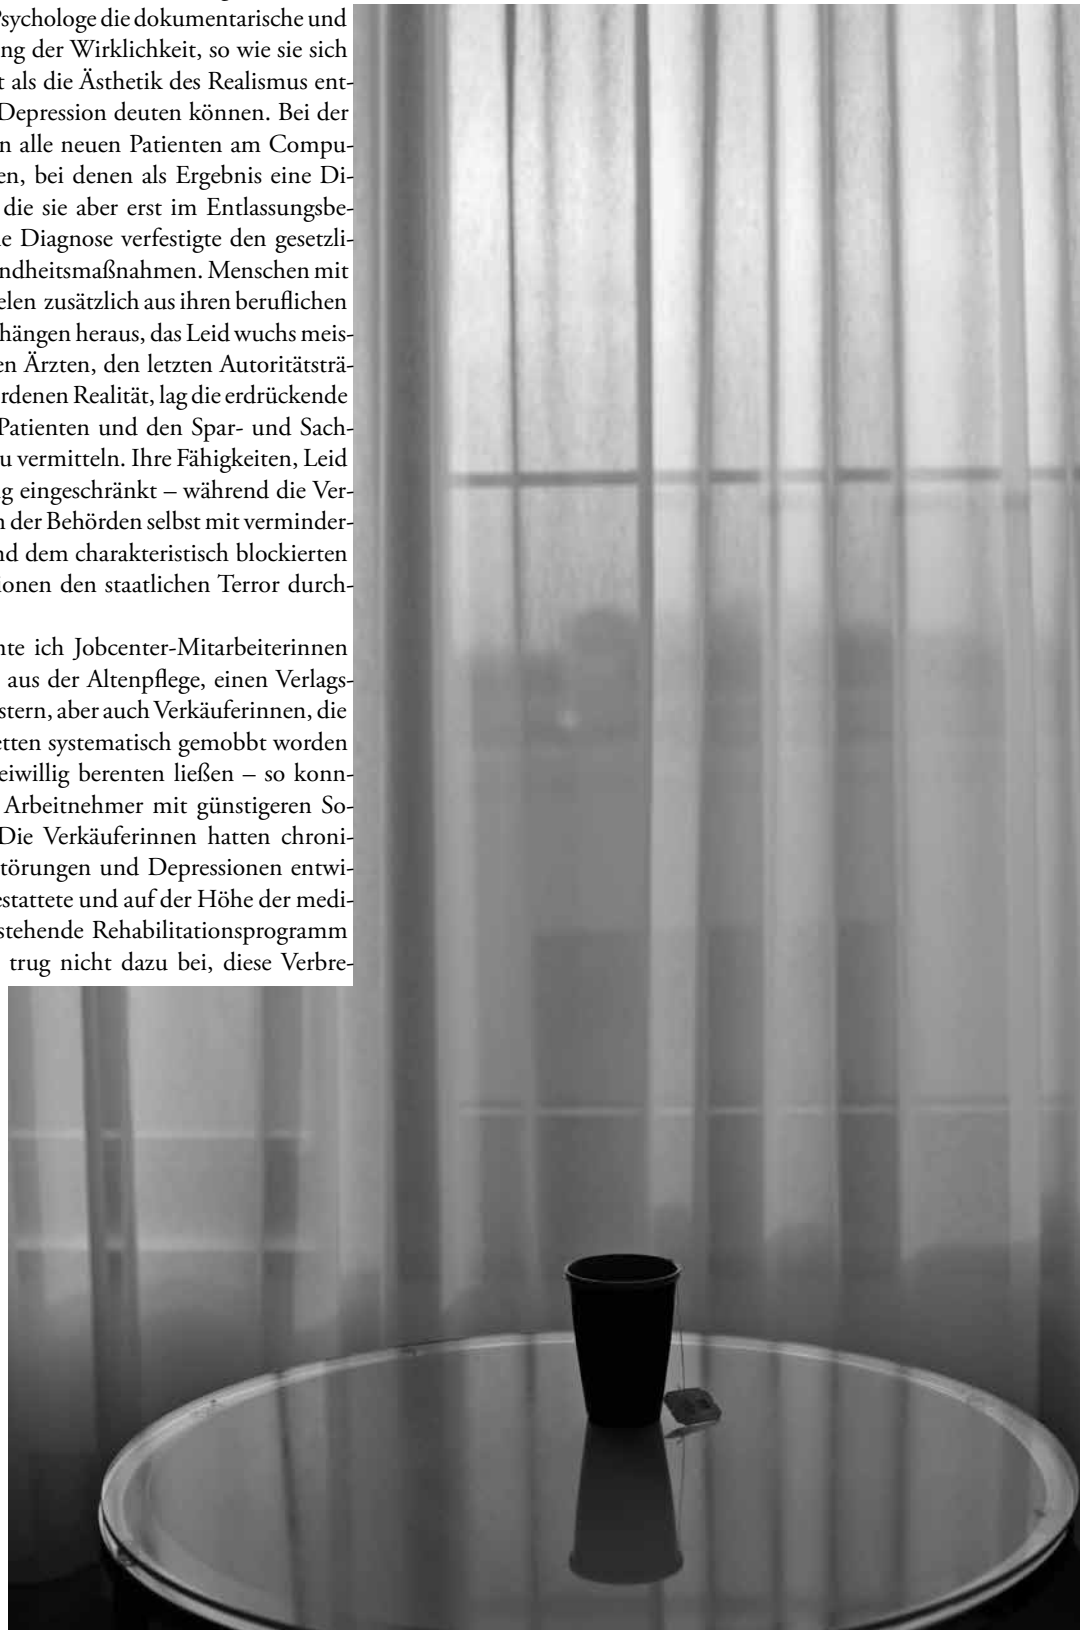 Psychologe die dokumentarische und
ng der Wirklichkeit, so wie sie sich
t als die Ästhetik des Realismus ent-
Depression deuten können. Bei der
n alle neuen Patienten am Compu-
en, bei denen als Ergebnis eine Di-
die sie aber erst im Entlassungsbe-
e Diagnose verfestigte den gesetzli-
ndheitsmaßnahmen. Menschen mit
elen zusätzlich aus ihren beruflichen
hängen heraus, das Leid wuchs meis-
en Ärzten, den letzten Autoritätsträ-
rdenen Realität, lag die erdrückende
Patienten und den Spar- und Sach-
u vermitteln. Ihre Fähigkeiten, Leid
g eingeschränkt – während die Ver-
n der Behörden selbst mit verminder-
nd dem charakteristisch blockierten
ionen den staatlichen Terror durch-
nte ich Jobcenter-Mitarbeiterinnen
aus der Altenpflege, einen Verlags-
stern, aber auch Verkäuferinnen, die
etten systematisch gemobbt worden
eiwillig berenten ließen – so konn-
Arbeitnehmer mit günstigeren So-
Die Verkäuferinnen hatten chroni-
törungen und Depressionen entwi-
estattete und auf der Höhe der medi-
stehende Rehabilitationsprogramm
trug nicht dazu bei, diese Verbre-